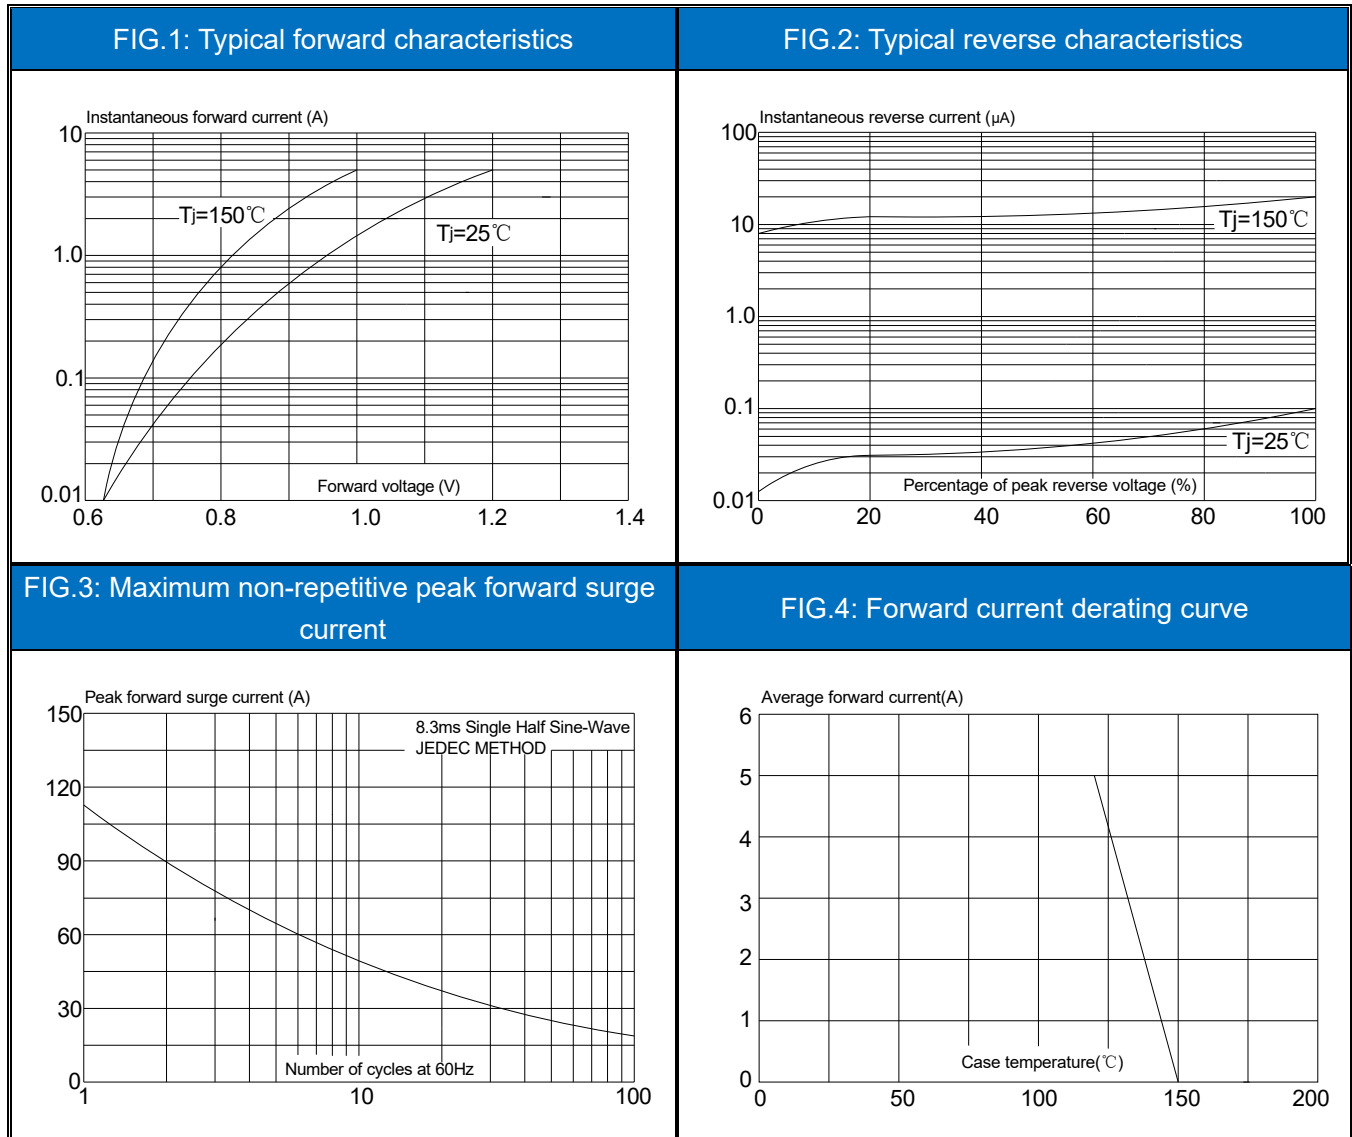 FIG.1: Typical forward characteristics
FIG.2: Typical reverse characteristics
Instantaneous forward current (A)
10
1.0
0.1
0.01
Tj=150℃
Tj=25℃
Forward voltage (V)
0.6
0.8
1.0
1.2
1.4
Instantaneous reverse current (μA)
100
10
1.0
0.1
0.01
Tj=150℃
Tj=25℃
Percentage of peak reverse voltage (%)
0
20
40
60
80
100
FIG.3: Maximum non-repetitive peak forward surge
current
FIG.4: Forward current derating curve
Peak forward surge current (A)
150
120
90
60
30
0
8.3ms Single Half Sine-Wave
JEDEC METHOD
Number of cycles at 60Hz
1
10
100
Average forward current(A)
6
5
4
3
2
1
0
Case temperature(℃)
0
50
100
150
200